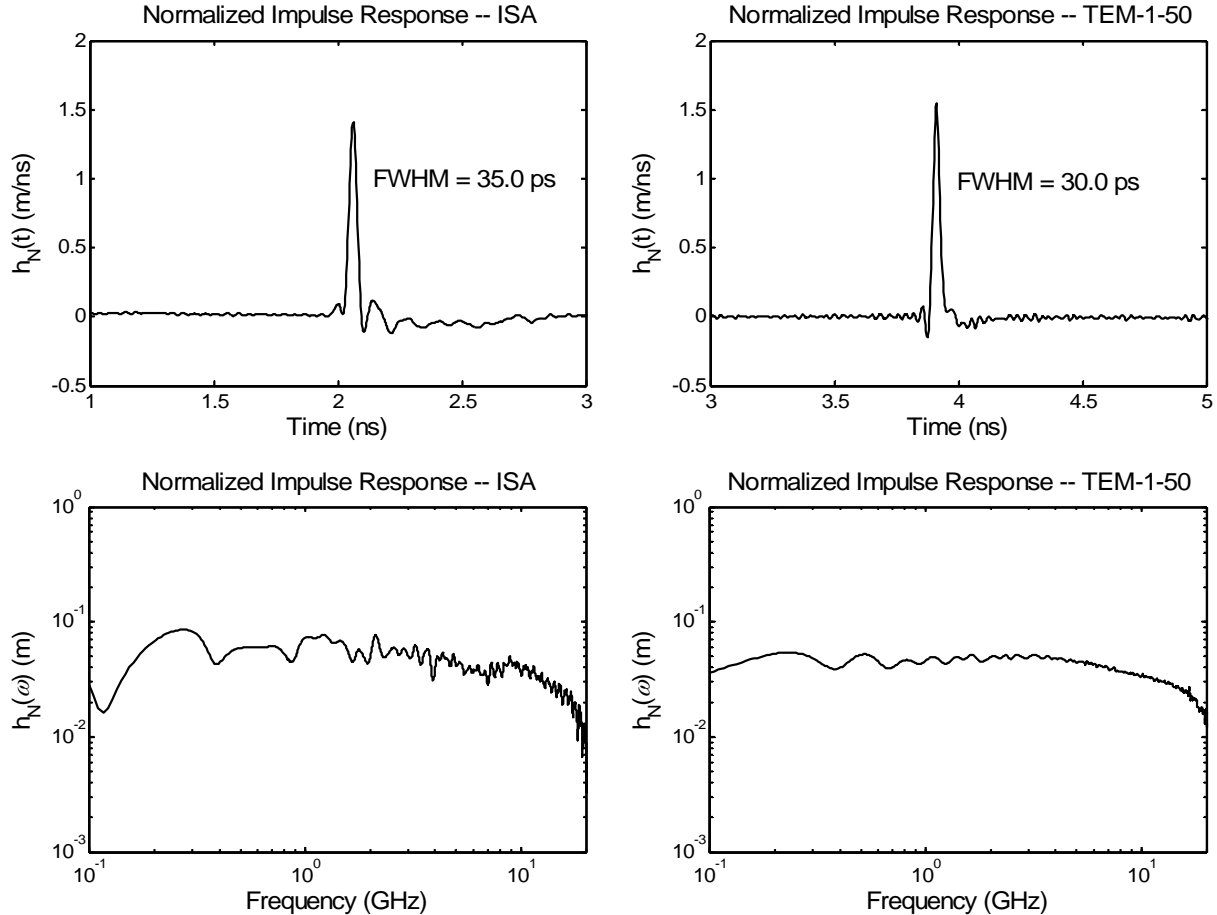 Normalized Impulse Response -- ISA
2
1.5
1
0.5
0
-0.5
h_N(t) (m/ns)
FWHM = 35.0 ps
1
1.5
2
2.5
3
Time (ns)
Normalized Impulse Response -- TEM-1-50
2
1.5
1
0.5
0
-0.5
h_N(t) (m/ns)
FWHM = 30.0 ps
3
3.5
4
4.5
5
Time (ns)
Normalized Impulse Response -- ISA
10^0
10^-1
10^-2
10^-3
h_N(ω) (m)
10^-1
10^0
10^1
Frequency (GHz)
Normalized Impulse Response -- TEM-1-50
10^0
10^-1
10^-2
10^-3
h_N(ω) (m)
10^-1
10^0
10^1
Frequency (GHz)